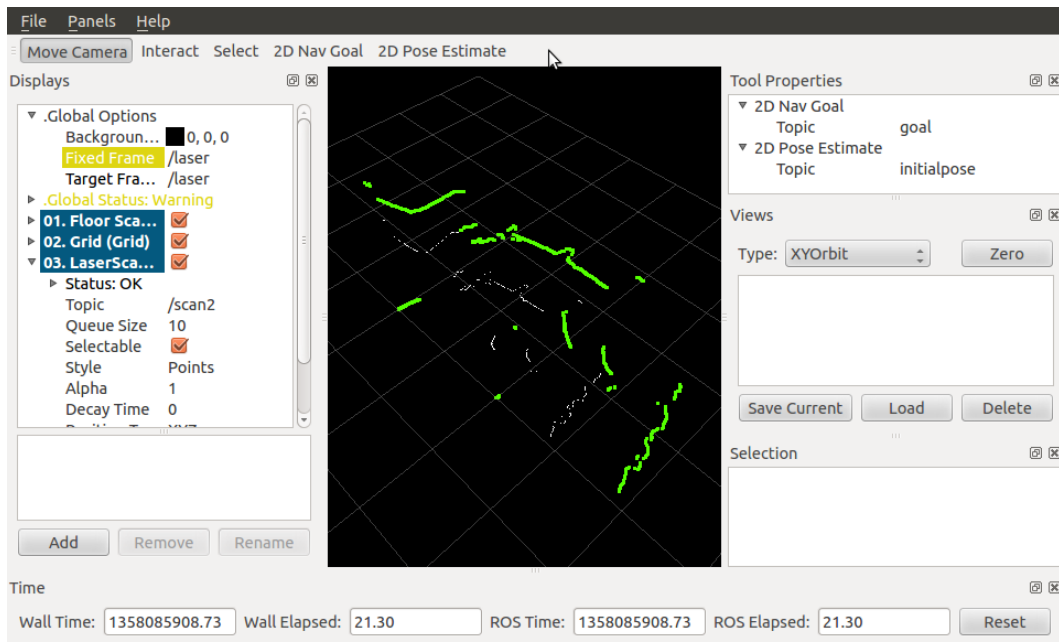 File Panels Help
Move Camera Interact Select 2D Nav Goal 2D Pose Estimate
Displays
.Global Options
Backgroun... 0, 0, 0
Fixed Frame /laser
Target Fra... /laser
.Global Status: Warning
01. Floor Sca...
02. Grid (Grid)
03. LaserSca...
Status: OK
Topic /scan2
Queue Size 10
Selectable
Style Points
Alpha 1
Decay Time 0
Add Remove Rename
Tool Properties
2D Nav Goal
Topic goal
2D Pose Estimate
Topic initialpose
Views
Type: XYOrbit Zero
Save Current Load Delete
Selection
Time
Wall Time: 1358085908.73 Wall Elapsed: 21.30 ROS Time: 1358085908.73 ROS Elapsed: 21.30 Reset